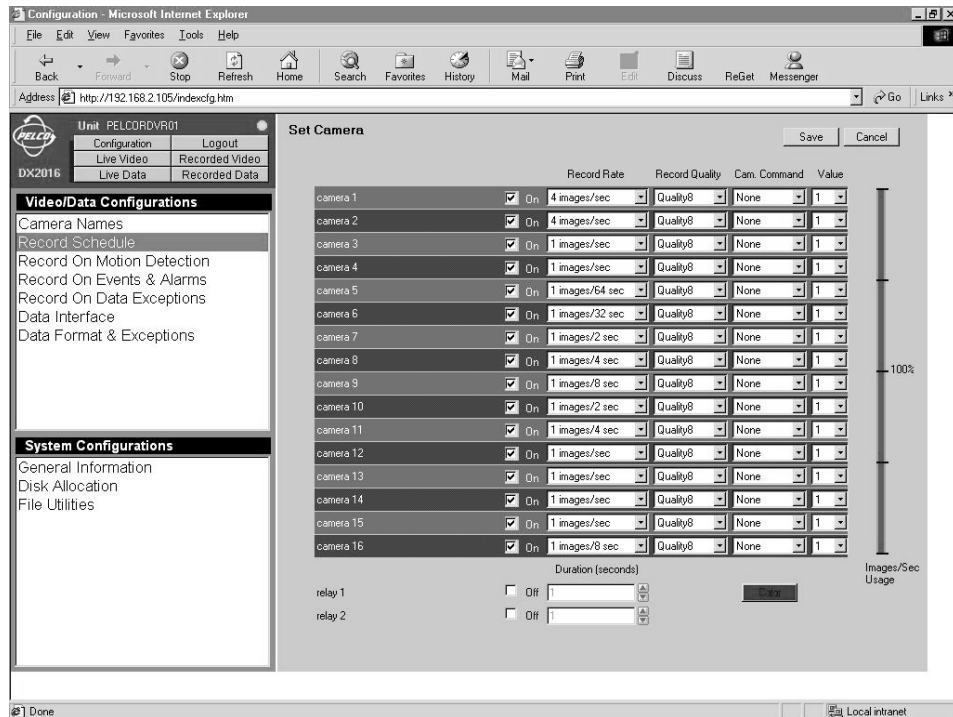 Configuration - Microsoft Internet Explorer
File Edit View Favorites Tools Help
Back Forward Stop Refresh Home Search Favorites History Mail Print Edit Discuss ReGet Messenger
Address http://192.168.2.105/indexcfg.htm Go Links »
PELCO
DX2016
Unit PELCORDVR01
Configuration Logout
Live Video Recorded Video
Live Data Recorded Data
Video/Data Configurations
Camera Names
Record Schedule
Record On Motion Detection
Record On Events & Alarms
Record On Data Exceptions
Data Interface
Data Format & Exceptions
System Configurations
General Information
Disk Allocation
File Utilities
Set Camera
Save Cancel
Record Rate Record Quality Cam. Command Value
camera 1 On 4 images/sec Quality8 None 1
camera 2 On 4 images/sec Quality8 None 1
camera 3 On 1 images/sec Quality8 None 1
camera 4 On 1 images/sec Quality8 None 1
camera 5 On 1 images/64 sec Quality8 None 1
camera 6 On 1 images/32 sec Quality8 None 1
camera 7 On 1 images/2 sec Quality8 None 1
camera 8 On 1 images/4 sec Quality8 None 1
camera 9 On 1 images/8 sec Quality8 None 1
camera 10 On 1 images/2 sec Quality8 None 1
camera 11 On 1 images/4 sec Quality8 None 1
camera 12 On 1 images/sec Quality8 None 1
camera 13 On 1 images/sec Quality8 None 1
camera 14 On 1 images/sec Quality8 None 1
camera 15 On 1 images/sec Quality8 None 1
camera 16 On 1 images/8 sec Quality8 None 1
100%
Images/Sec
Usage
Duration (seconds)
relay 1 Off 1
Color
relay 2 Off 1
Done Local intranet